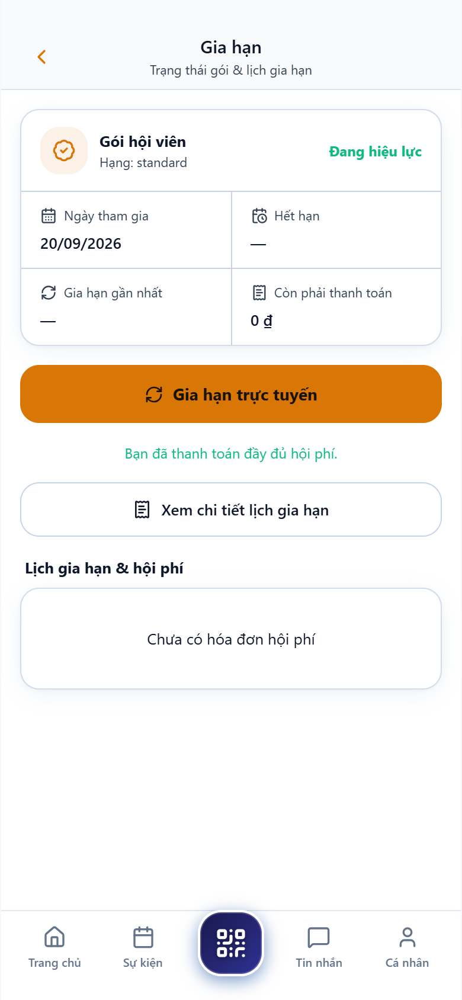 Gia hạn
Trạng thái gói & lịch gia hạn
Gói hội viên
Hạng: standard
Đang hiệu lực
Ngày tham gia
20/09/2026
Hết hạn
—
Gia hạn gần nhất
—
Còn phải thanh toán
0 ₫
Gia hạn trực tuyến
Bạn đã thanh toán đầy đủ hội phí.
Xem chi tiết lịch gia hạn
Lịch gia hạn & hội phí
Chưa có hóa đơn hội phí
Trang chủ
Sự kiện
Tin nhắn
Cá nhân